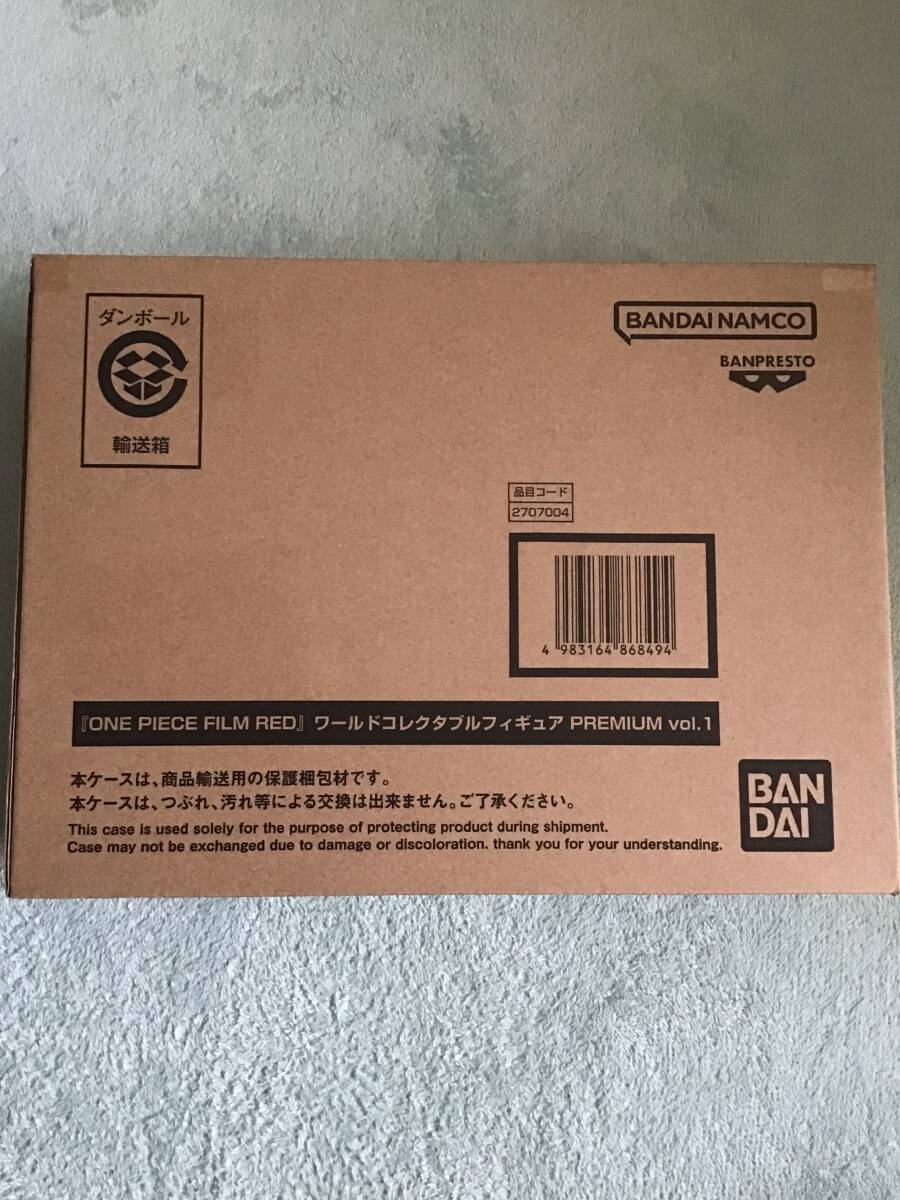 ダンボール
輸送箱
BANDAI NAMCO
BANPRESTO
品目コード
2707004
4 983164 868494
『ONE PIECE FILM RED』ワールドコレクタブルフィギュア PREMIUM vol.1
本ケースは、商品輸送用の保護梱包材です。
本ケースは、つぶれ、汚れ等による交換は出来ません。ご了承ください。
This case is used solely for the purpose of protecting product during shipment.
Case may not be exchanged due to damage or discoloration. thank you for your understanding.
BAN
DAI